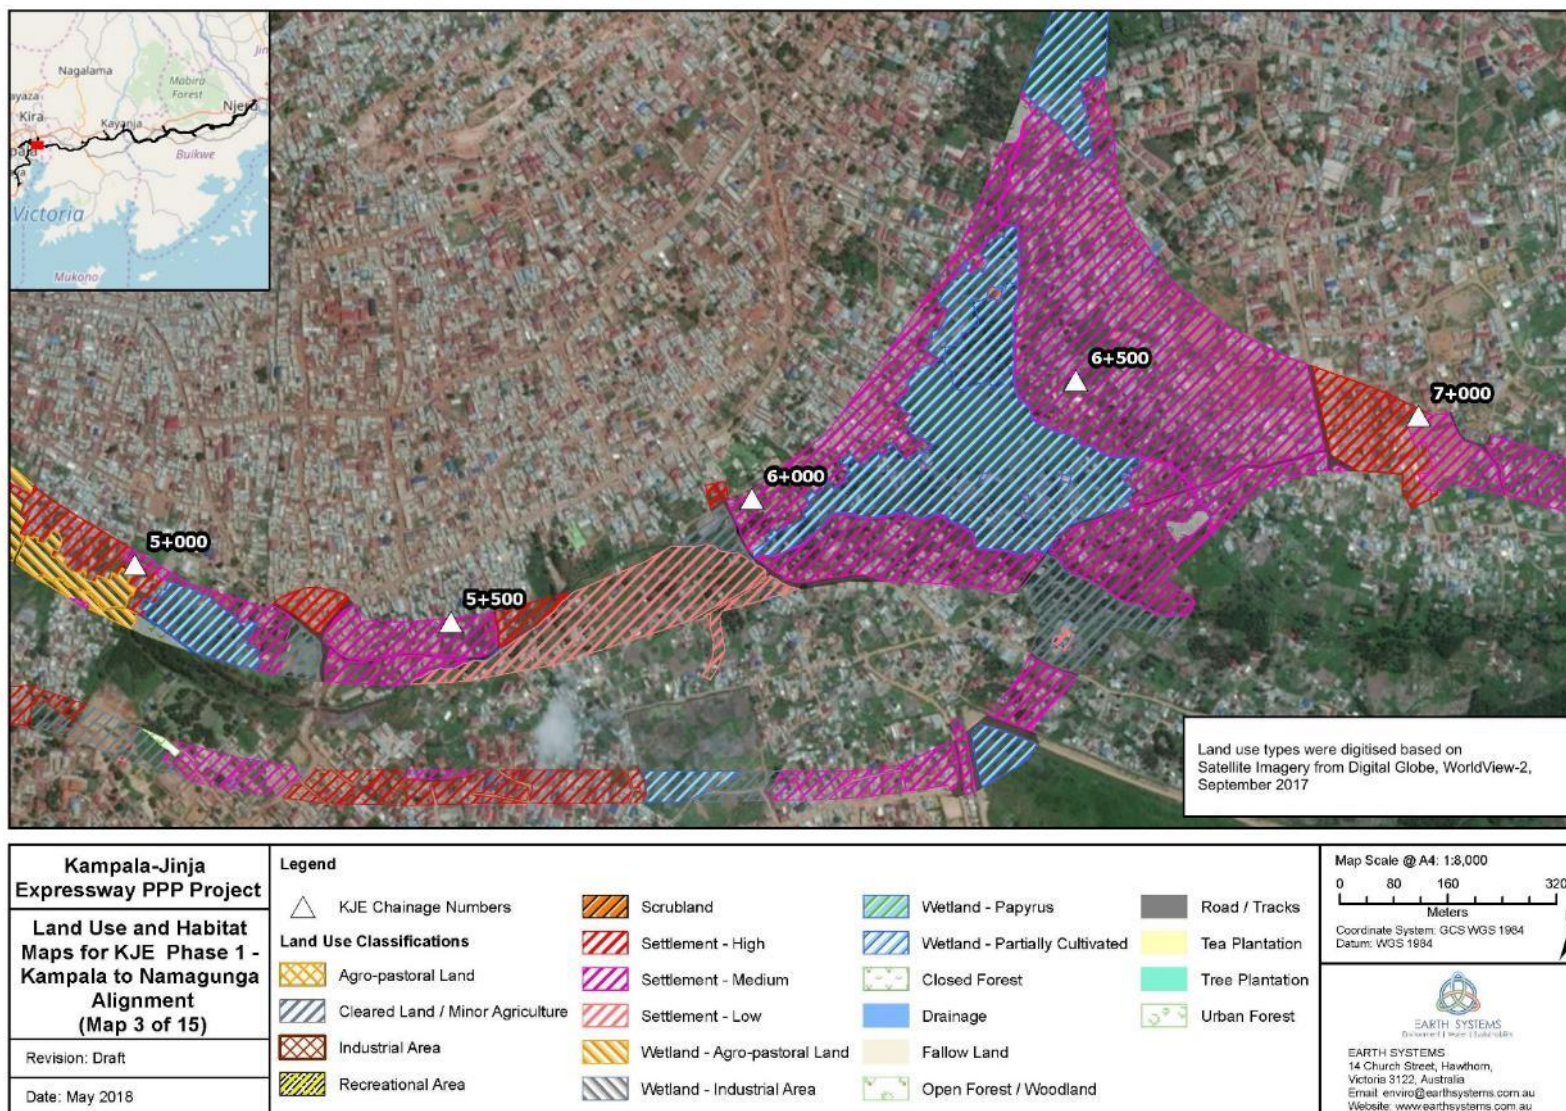 Nagalama
Mabira
Forest
Kira
Kayanja
Njeru
Buikwe
Victoria
Mukono
6+500
7+000
6+000
5+000
5+500
Land use types were digitised based on
Satellite Imagery from Digital Globe, WorldView-2,
September 2017
Kampala-Jinja
Expressway PPP Project
Land Use and Habitat
Maps for KJE Phase 1 -
Kampala to Namagunga
Alignment
(Map 3 of 15)
Revision: Draft
Date: May 2018
Legend
KJE Chainage Numbers
Land Use Classifications
Agro-pastoral Land
Cleared Land / Minor Agriculture
Industrial Area
Recreational Area
Scrubland
Settlement - High
Settlement - Medium
Settlement - Low
Wetland - Agro-pastoral Land
Wetland - Industrial Area
Wetland - Papyrus
Wetland - Partially Cultivated
Closed Forest
Drainage
Fallow Land
Open Forest / Woodland
Road / Tracks
Tea Plantation
Tree Plantation
Urban Forest
Map Scale @ A4: 1:8,000
0 80 160 320
Meters
Coordinate System: GCS WGS 1984
Datum: WGS 1984
EARTH SYSTEMS
Environment | Water | Sustainability
EARTH SYSTEMS
14 Church Street, Hawthorn,
Victoria 3122, Australia
Email: enviro@earthsystems.com.au
Website: www.earthsystems.com.au